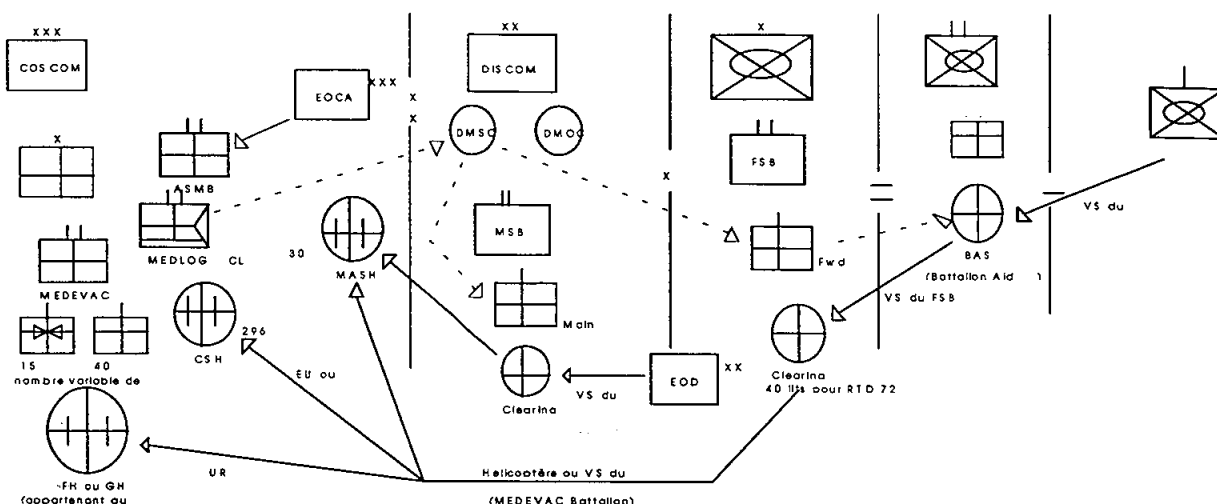 XXX
COSCOM
XXX
EOCA
ASMB
X
MEDLOG CL
MEDEVAC
15
40
nombre variable de
CSH
296
-FH ou GH
(appartenant au
UR
EU ou
30
MASH
X
X
XX
DISCOM
DMSC
DMOC
MSB
Main
Clearing
VS du
EOD
XX
X
X
FSB
Fwd
Clearing
40 lits pour RTD 72
VS du FSB
BAS
(Battalion Aid )
VS du
Helicoptère ou VS du
(MEDEVAC Battalion)